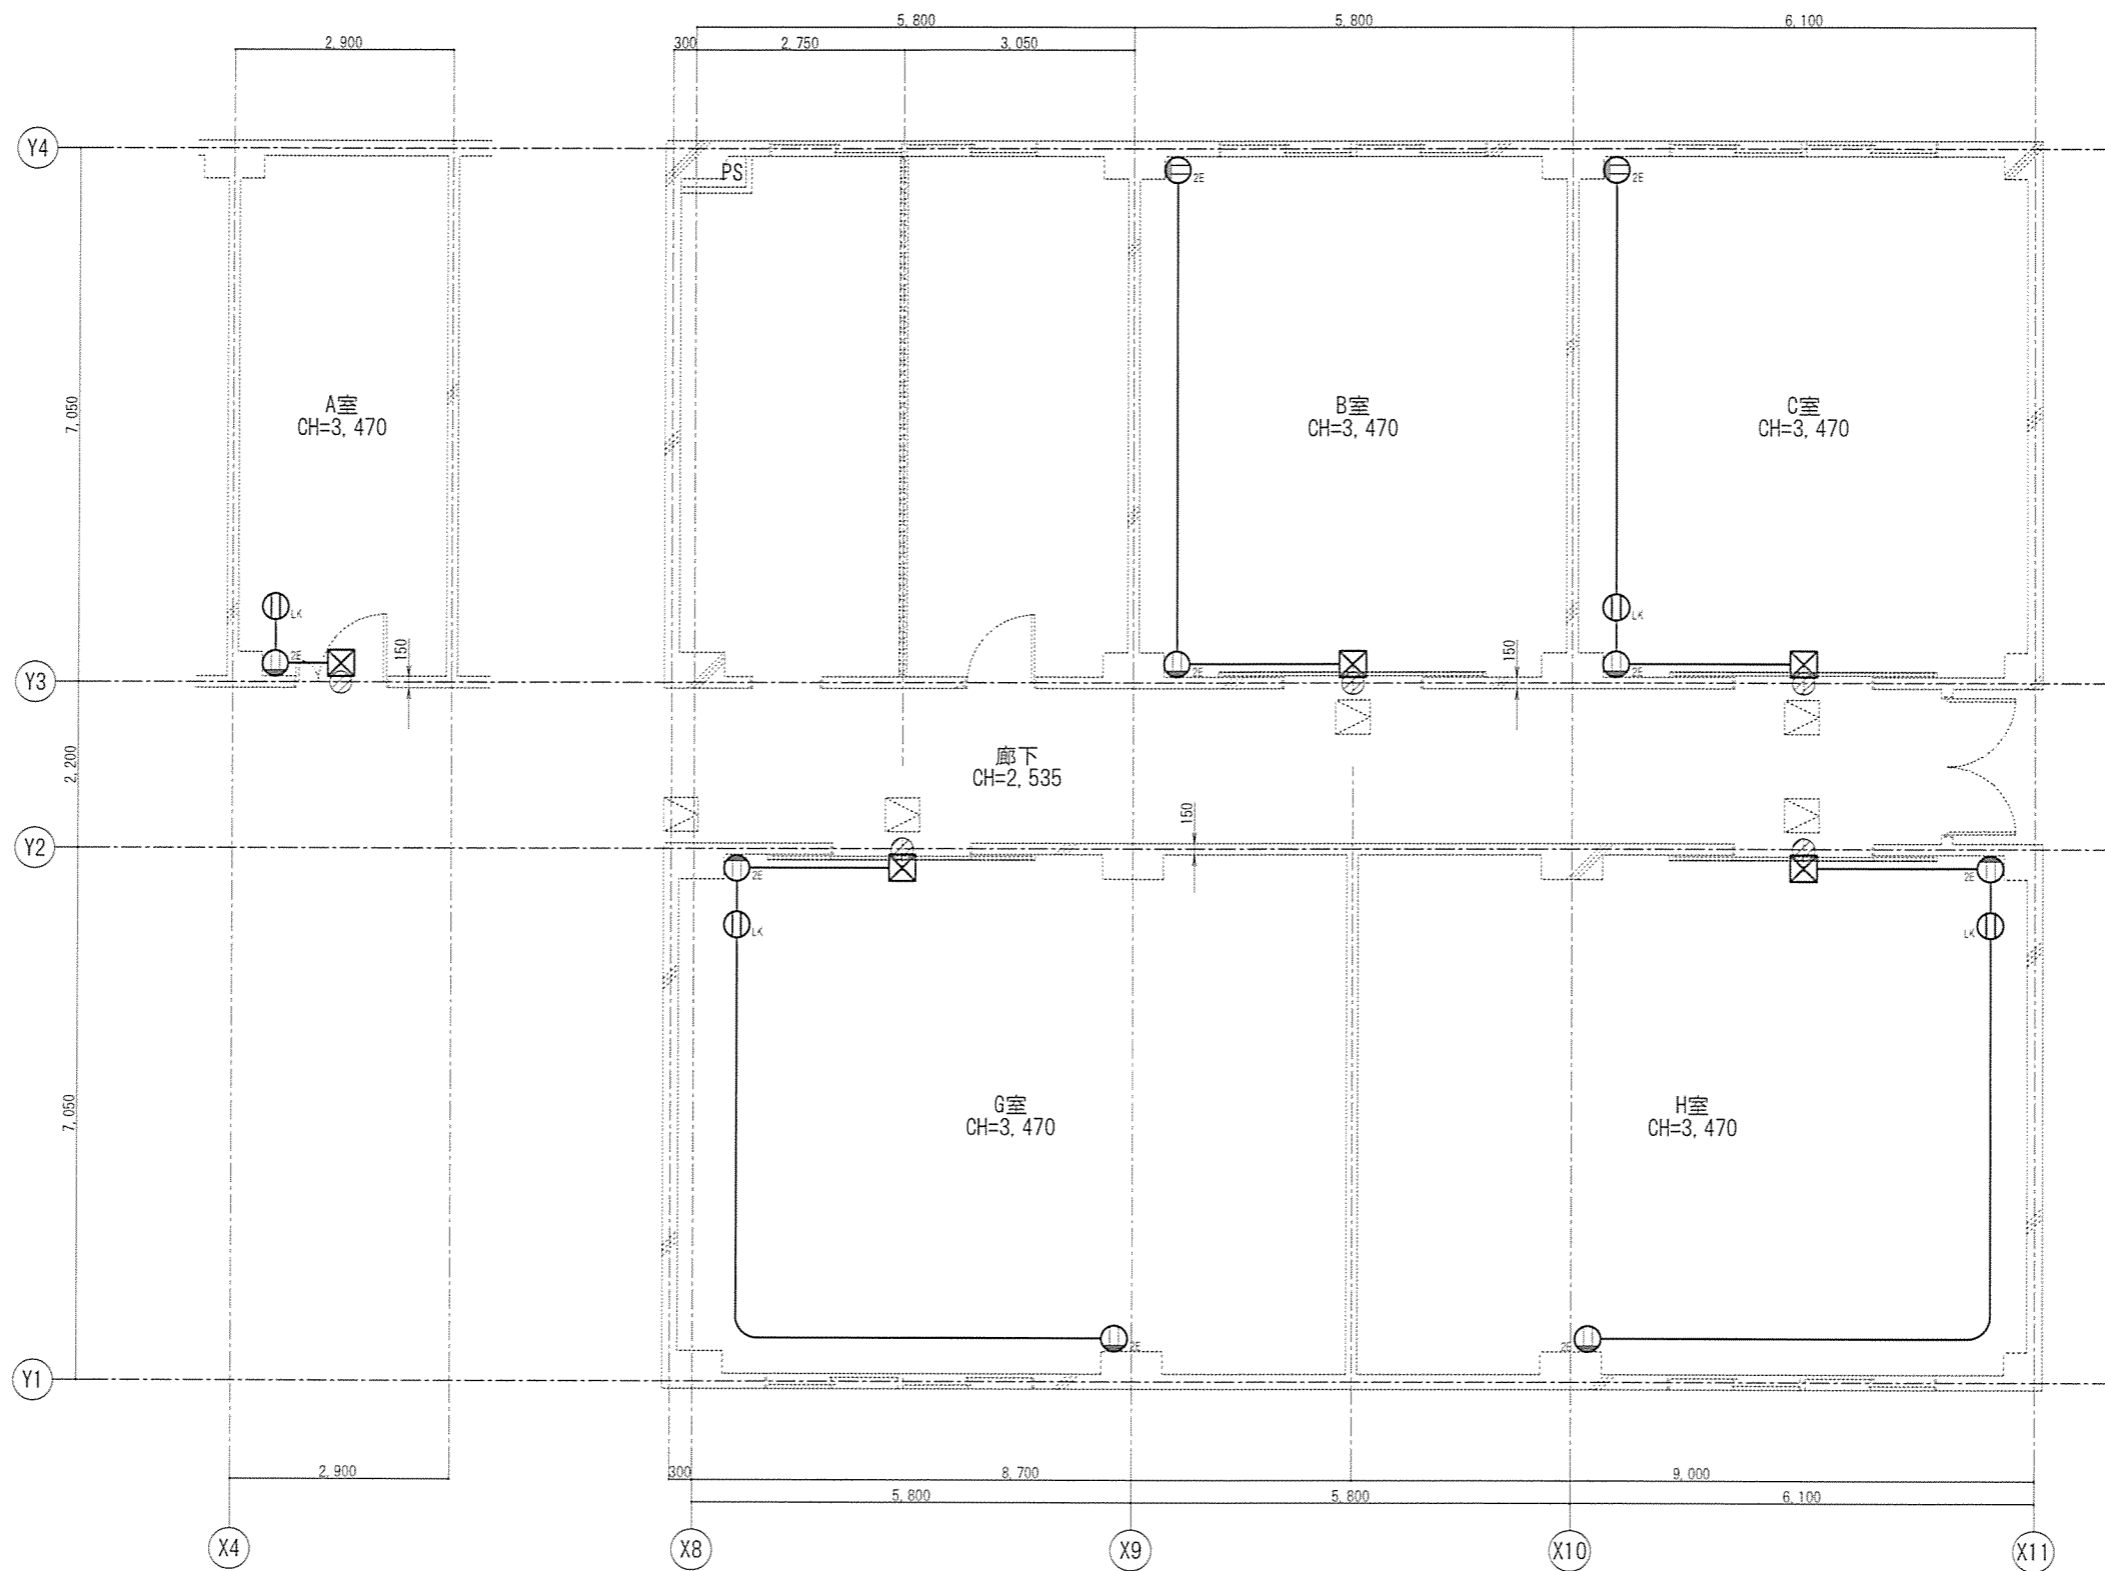 5,800
5,800
6,100
2,900
300
2,750
3,050
Y4
PS
2E
2E
7,050
A室
CH=3,470
B室
CH=3,470
C室
CH=3,470
LK
LK
2E
2E
2E
150
150
Y3
2,200
廊下
CH=2,535
150
Y2
2E
2E
LK
LK
7,050
G室
CH=3,470
H室
CH=3,470
2E
2E
Y1
2,900
300
8,700
9,000
5,800
5,800
6,100
X4
X8
X9
X10
X11